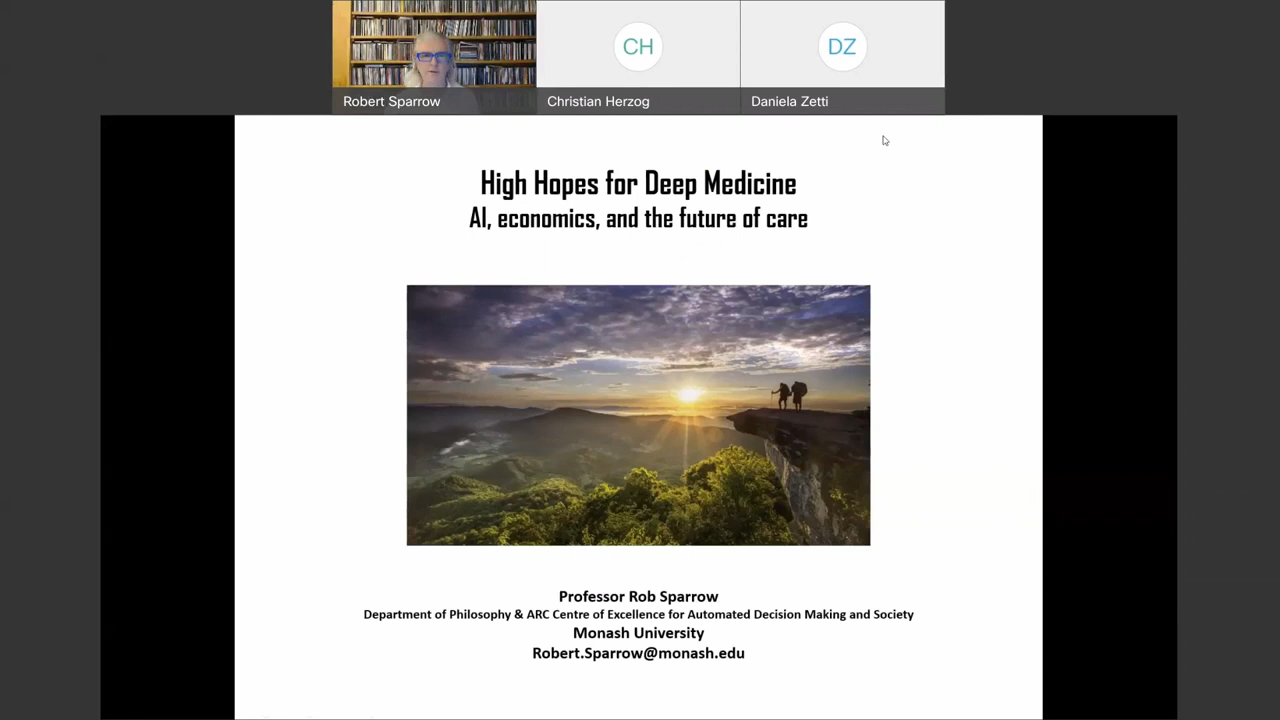 Robert Sparrow
CH
Christian Herzog
DZ
Daniela Zetti
High Hopes for Deep Medicine
AI, economics, and the future of care
Professor Rob Sparrow
Department of Philosophy & ARC Centre of Excellence for Automated Decision Making and Society
Monash University
Robert.Sparrow@monash.edu